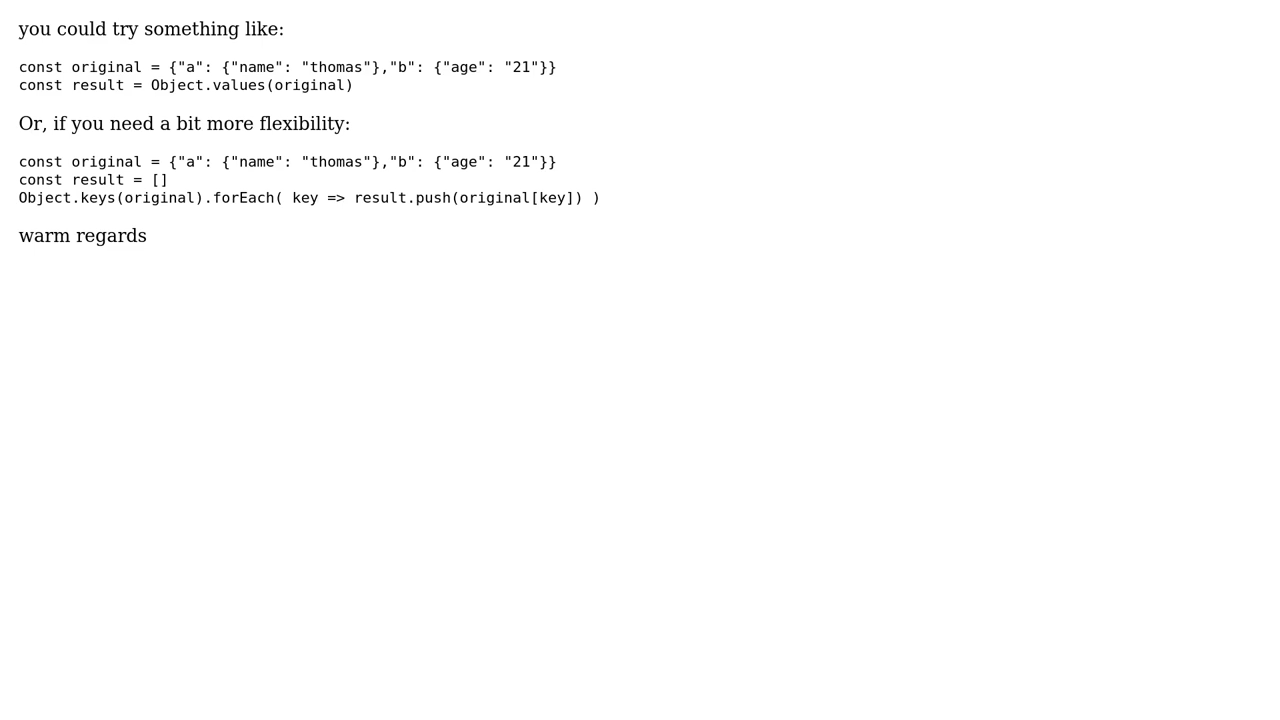 you could try something like:
const original = {"a": {"name": "thomas"},"b": {"age": "21"}}
const result = Object.values(original)
Or, if you need a bit more flexibility:
const original = {"a": {"name": "thomas"},"b": {"age": "21"}}
const result = []
Object.keys(original).forEach( key => result.push(original[key]) )
warm regards